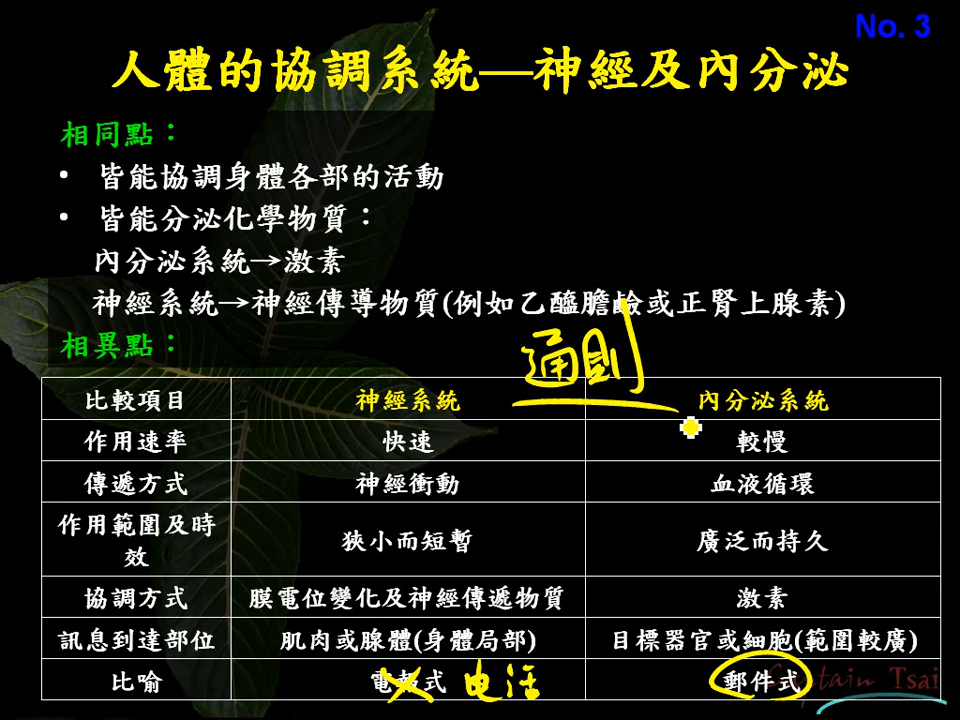 No. 3
人體的協調系統—神經及內分泌
相同點：
• 皆能協調身體各部的活動
• 皆能分泌化學物質：
內分泌系統→激素
神經系統→神經傳導物質(例如乙醯膽鹼或正腎上腺素)
相異點：
通則
比較項目 神經系統 內分泌系統
作用速率 快速 較慢
傳遞方式 神經衝動 血液循環
作用範圍及時效 狹小而短暫 廣泛而持久
協調方式 膜電位變化及神經傳遞物質 激素
訊息到達部位 肌肉或腺體(身體局部) 目標器官或細胞(範圍較廣)
比喻 電報式 电话 郵件式
Captain Tsai